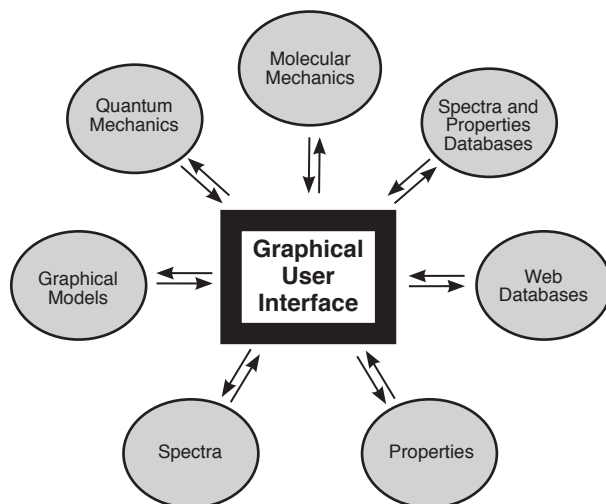 Molecular
Mechanics
Quantum
Mechanics
Spectra and
Properties
Databases
Graphical
User
Interface
Graphical
Models
Web
Databases
Spectra
Properties